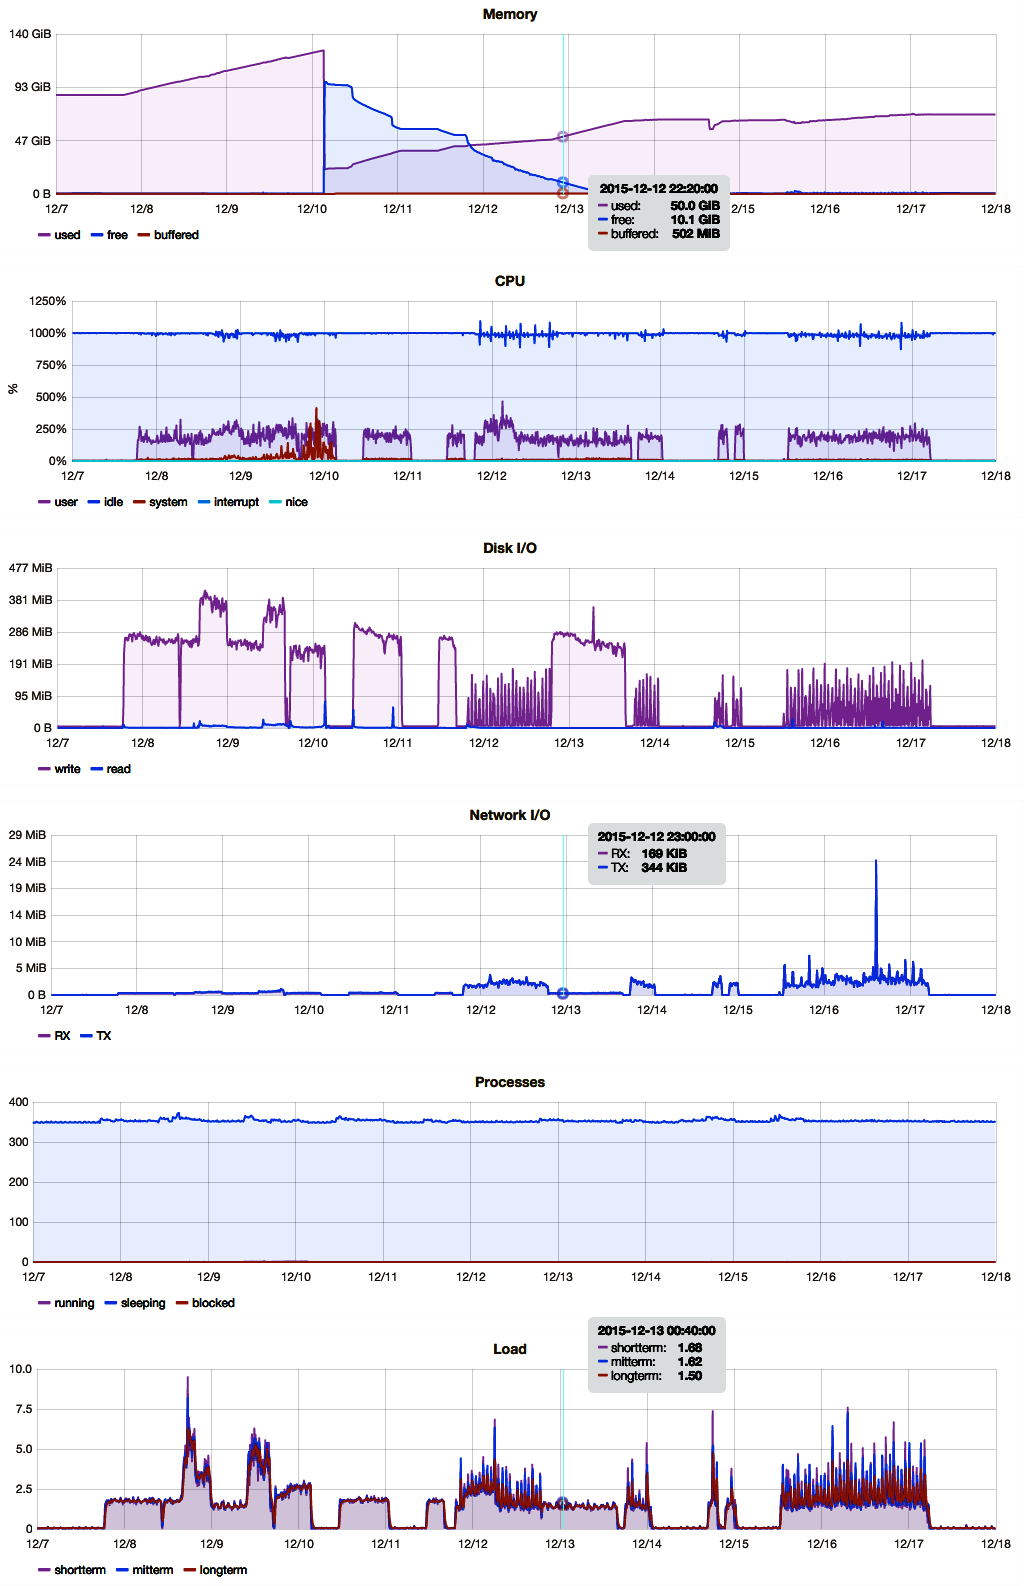 Memory
140 GiB
93 GiB
47 GiB
0 B
12/7 12/8 12/9 12/10 12/11 12/12 12/13 12/15 12/16 12/17 12/18
2015-12-12 22:20:00
used: 50.0 GiB
free: 10.1 GiB
buffered: 502 MiB
used free buffered
CPU
1250%
1000%
750%
%
500%
250%
0%
12/7 12/8 12/9 12/10 12/11 12/12 12/13 12/14 12/15 12/16 12/17 12/18
user idle system interrupt nice
Disk I/O
477 MiB
381 MiB
286 MiB
191 MiB
95 MiB
0 B
12/7 12/8 12/9 12/10 12/11 12/12 12/13 12/14 12/15 12/16 12/17 12/18
write read
Network I/O
2015-12-12 23:00:00
RX: 169 KiB
TX: 344 KiB
29 MiB
24 MiB
19 MiB
14 MiB
10 MiB
5 MiB
0 B
12/7 12/8 12/9 12/10 12/11 12/12 12/13 12/14 12/15 12/16 12/17 12/18
RX TX
Processes
400
300
200
100
0
12/7 12/8 12/9 12/10 12/11 12/12 12/13 12/14 12/15 12/16 12/17 12/18
running sleeping blocked
Load
2015-12-13 00:40:00
shortterm: 1.68
mitterm: 1.62
longterm: 1.50
10.0
7.5
5.0
2.5
0
12/7 12/8 12/9 12/10 12/11 12/12 12/13 12/14 12/15 12/16 12/17 12/18
shortterm mitterm longterm